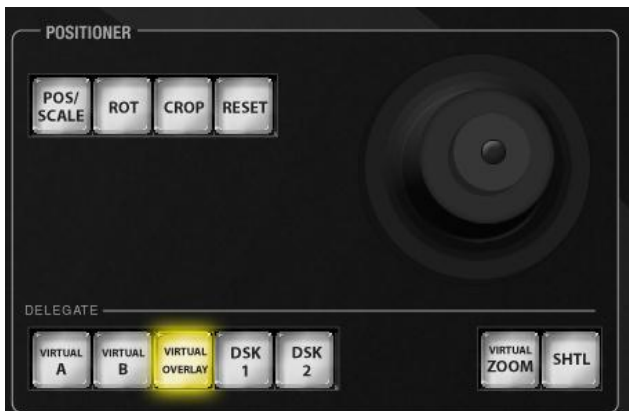 POSITIONER
POS/
SCALE
ROT
CROP
RESET
DELEGATE
VIRTUAL
A
VIRTUAL
B
VIRTUAL
OVERLAY
DSK
1
DSK
2
VIRTUAL
ZOOM
SHTL